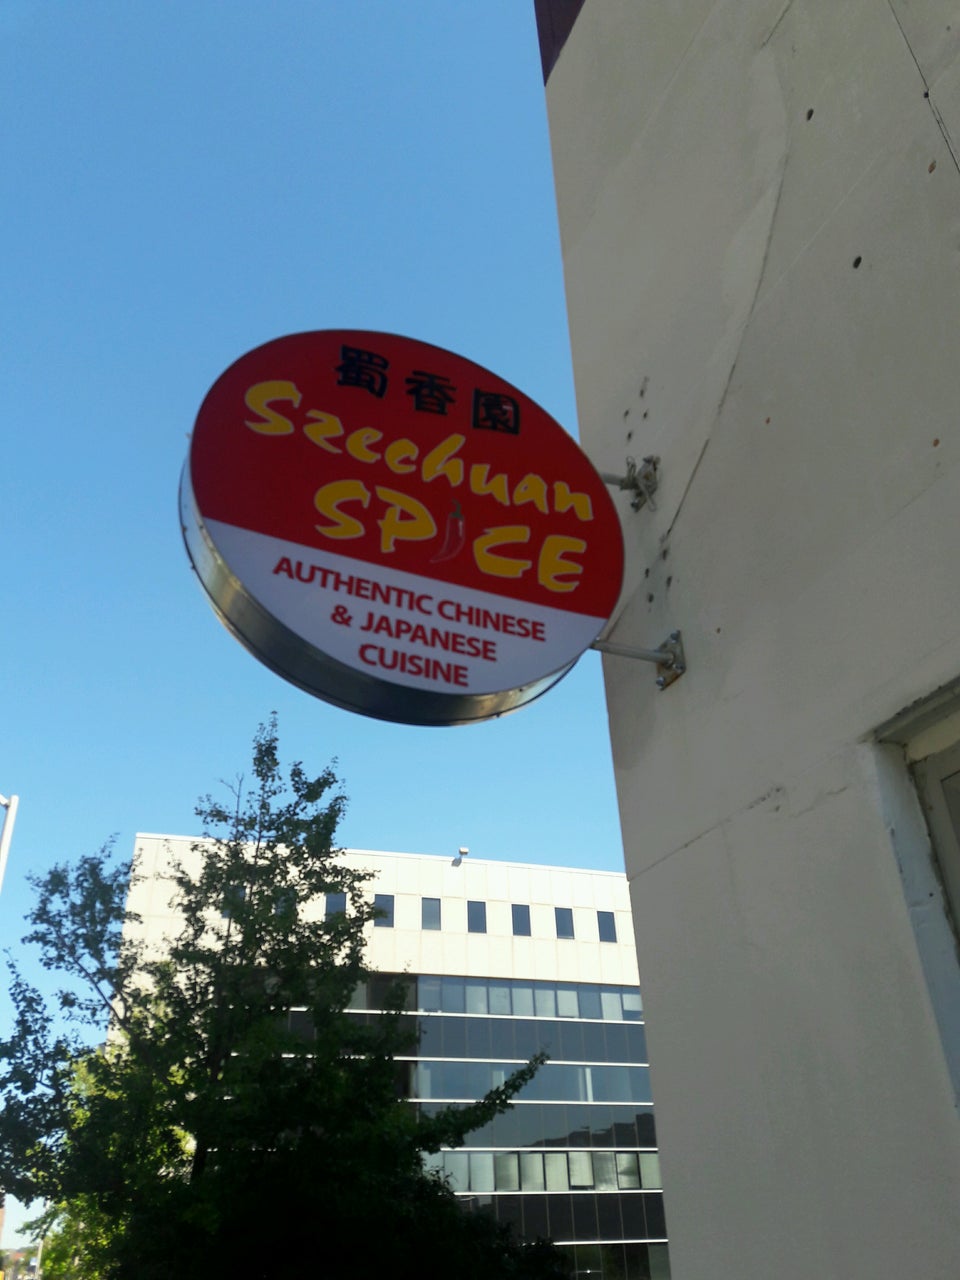 蜀香園
Szechuan
SPICE
AUTHENTIC CHINESE
& JAPANESE
CUISINE